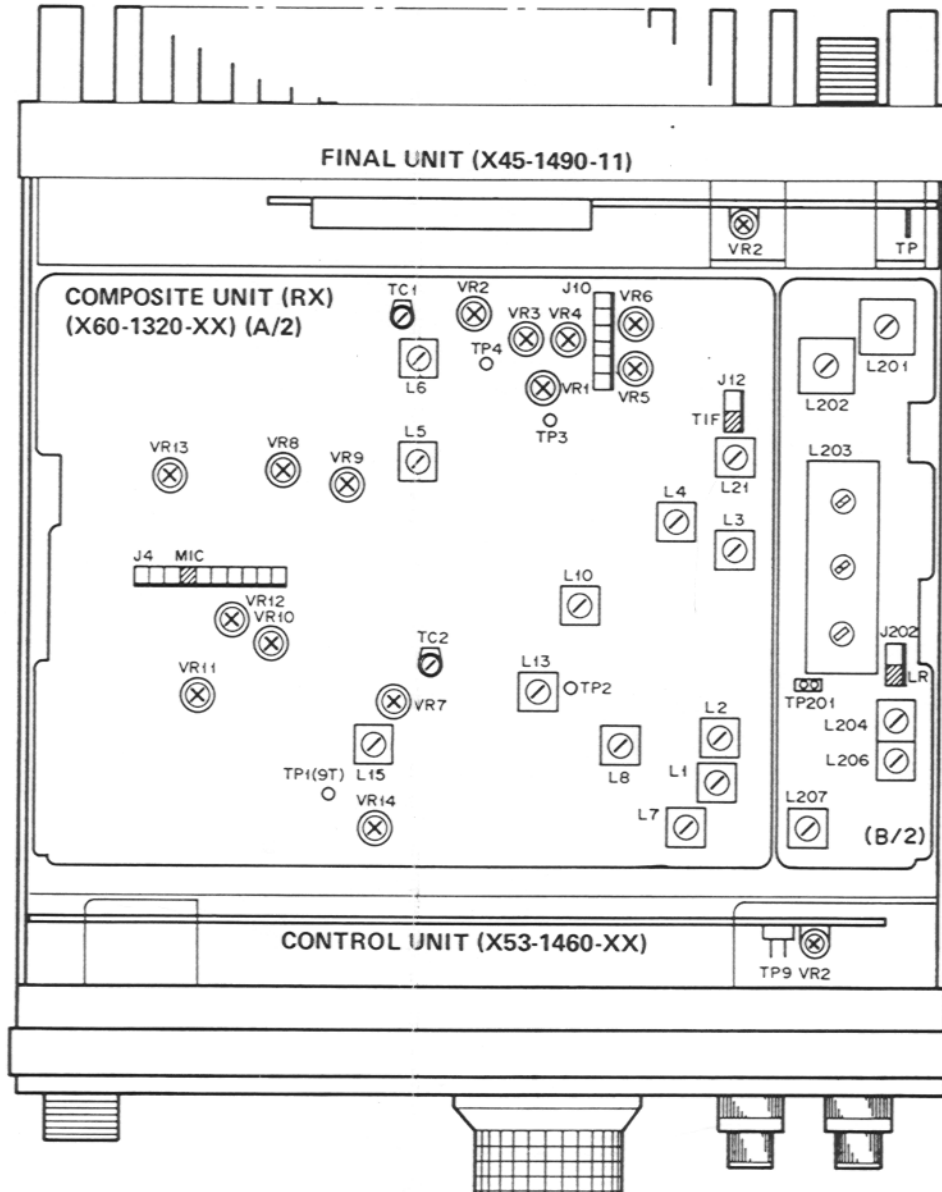 FINAL UNIT (X45-1490-11)
VR2
TP
COMPOSITE UNIT (RX)
(X60-1320-XX) (A/2)
TC1
VR2
J10
VR3
VR4
VR6
TP4
L6
VR1
VR5
TP3
J12
TIF
L201
L202
VR13
VR8
VR9
L5
L21
L203
L4
L3
J4 MIC
L10
VR12
VR10
TC2
J202
LR
VR11
L13
TP2
TP201
VR7
L2
L204
L15
L8
L1
L206
TP1(9T)
VR14
L7
L207
(B/2)
CONTROL UNIT (X53-1460-XX)
TP9 VR2